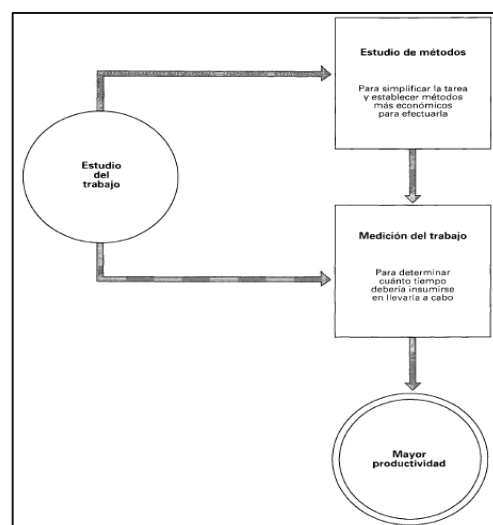 Estudio de métodos
Para simplificar la tarea
y establecer métodos
más económicos
para efectuarla
Estudio
del
trabajo
Medición del trabajo
Para determinar
cuánto tiempo
debería insumirse
en llevarla a cabo
Mayor
productividad